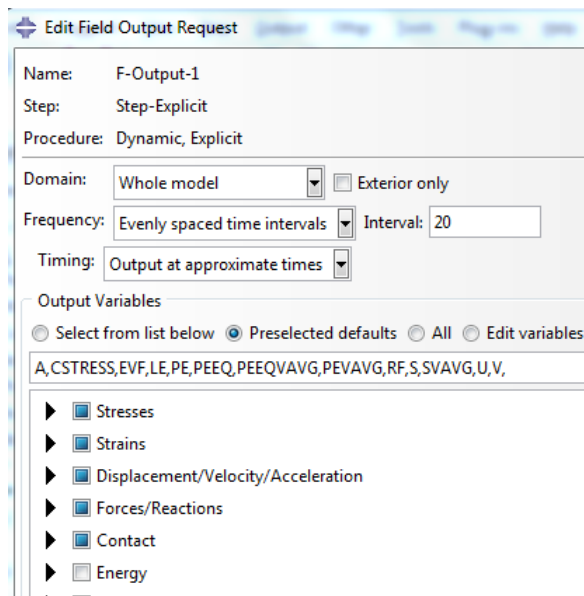 Edit Field Output Request
Name: F-Output-1
Step: Step-Explicit
Procedure: Dynamic, Explicit
Domain: Whole model Exterior only
Frequency: Evenly spaced time intervals Interval: 20
Timing: Output at approximate times
Output Variables
Select from list below Preselected defaults All Edit variables
A,CSTRESS,EVF,LE,PE,PEEQ,PEEQVAVG,PEVAVG,RF,S,SVAVG,U,V,
Stresses
Strains
Displacement/Velocity/Acceleration
Forces/Reactions
Contact
Energy